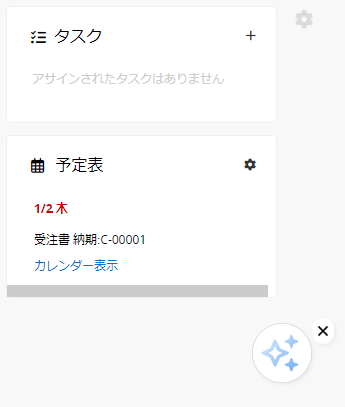 タスク
アサインされたタスクはありません
予定表
1/2 木
受注書 納期:C-00001
カレンダー表示